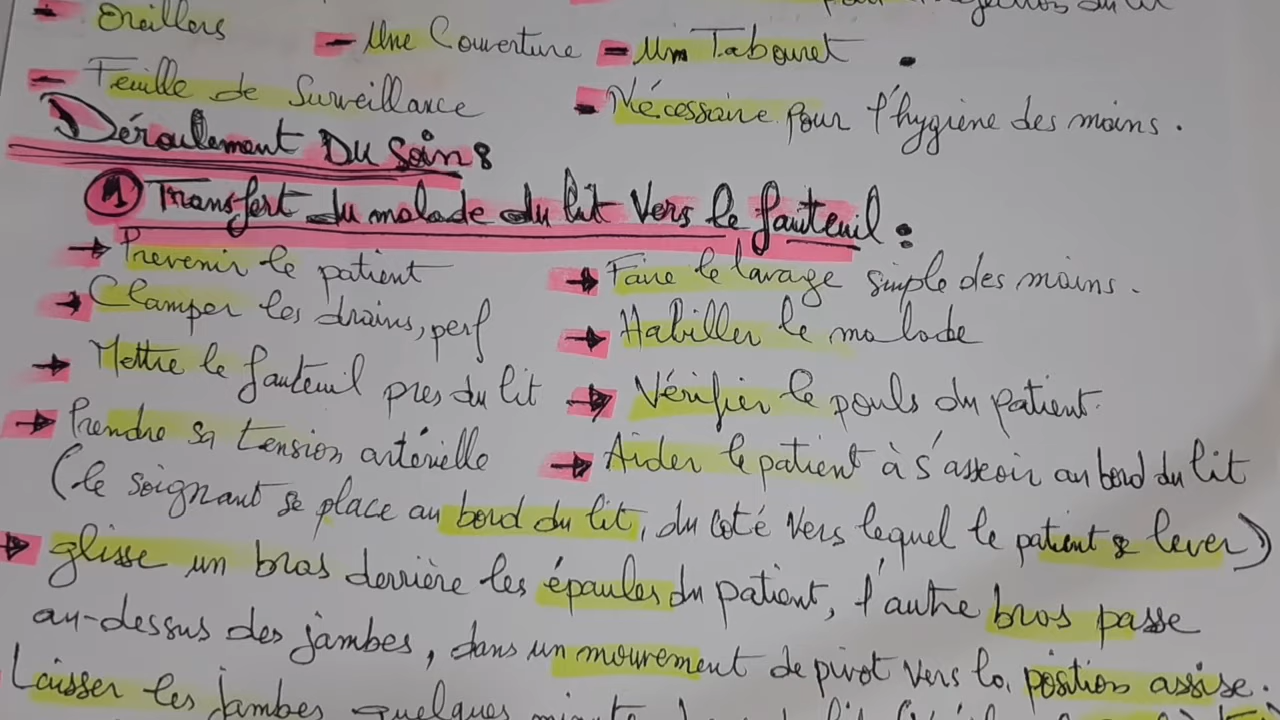 - Oreillers - Une Couverture - Un Tabouret .
- Feuille de Surveillance - Nécessaire pour l'hygiène des mains.
Déroulement Du Soin :
① Transfert du malade du lit Vers le fauteuil :
→ Prevenir le patient → Faire le lavage simple des mains.
→ Clamper les drains, perf → Habiller le malade
→ Mettre le fauteuil pres du lit → Vérifier le pouls du patient.
→ Prendre sa tension artérielle → Aider le patient à s'asseoir au bord du lit
(le soignant se place au bord du lit, du coté vers lequel le patient se lever)
→ glisse un bras derrière les épaules du patient, l'autre bras passe
au-dessus des jambes, dans un mouvement de pivot vers la position assise.
Laisser les jambes quelques